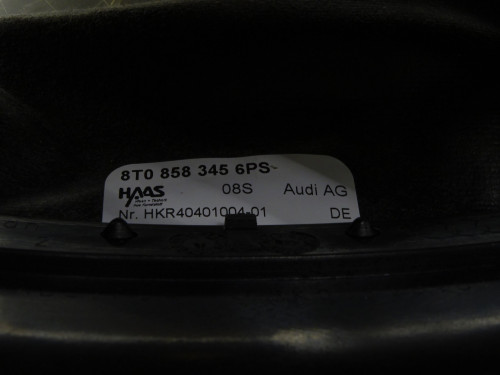 8T0 858 345 6PS
HAAS 08S Audi AG
Nr. HKR40401004-01 DE